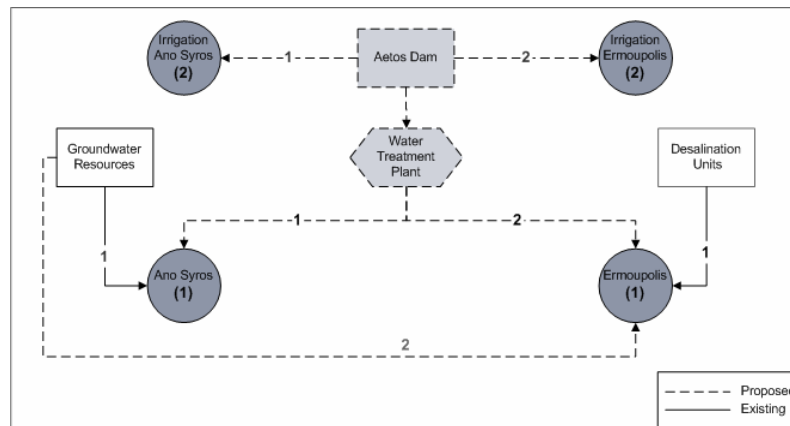 Irrigation
Ano Syros
(2)
1
Aetos Dam
2
Irrigation
Ermoupolis
(2)
Groundwater
Resources
Water
Treatment
Plant
Desalination
Units
1
2
1
1
Ano Syros
(1)
Ermoupolis
(1)
2
Proposed
Existing